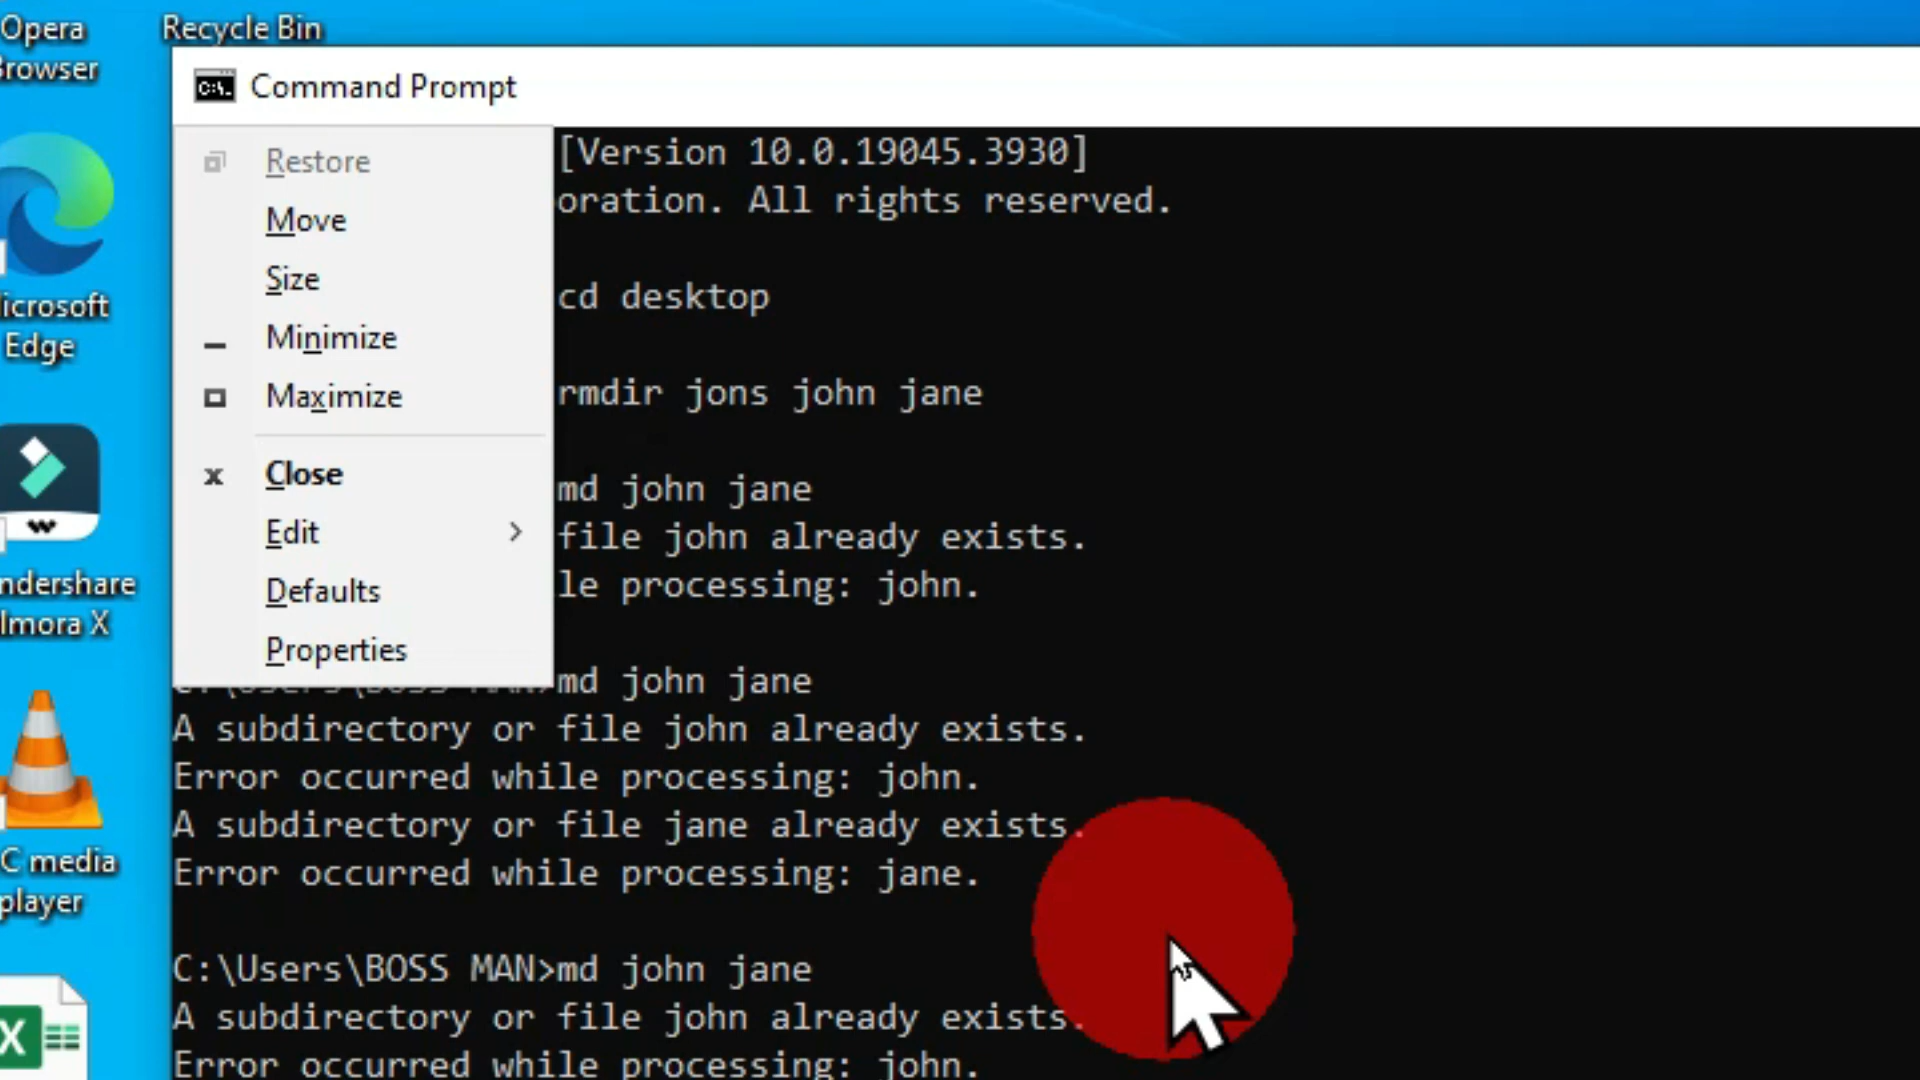 Opera
Browser
Recycle Bin
Command Prompt
Restore
Move
Size
Minimize
Maximize
Close
Edit
Defaults
Properties
[Version 10.0.19045.3930]
oration. All rights reserved.
cd desktop
rmdir jons john jane
md john jane
file john already exists.
le processing: john.
md john jane
A subdirectory or file john already exists.
Error occurred while processing: john.
A subdirectory or file jane already exists.
Error occurred while processing: jane.
C:\Users\BOSS MAN>md john jane
A subdirectory or file john already exists.
Error occurred while processing: john.
icrosoft
Edge
ndershare
lmora X
C media
player
X